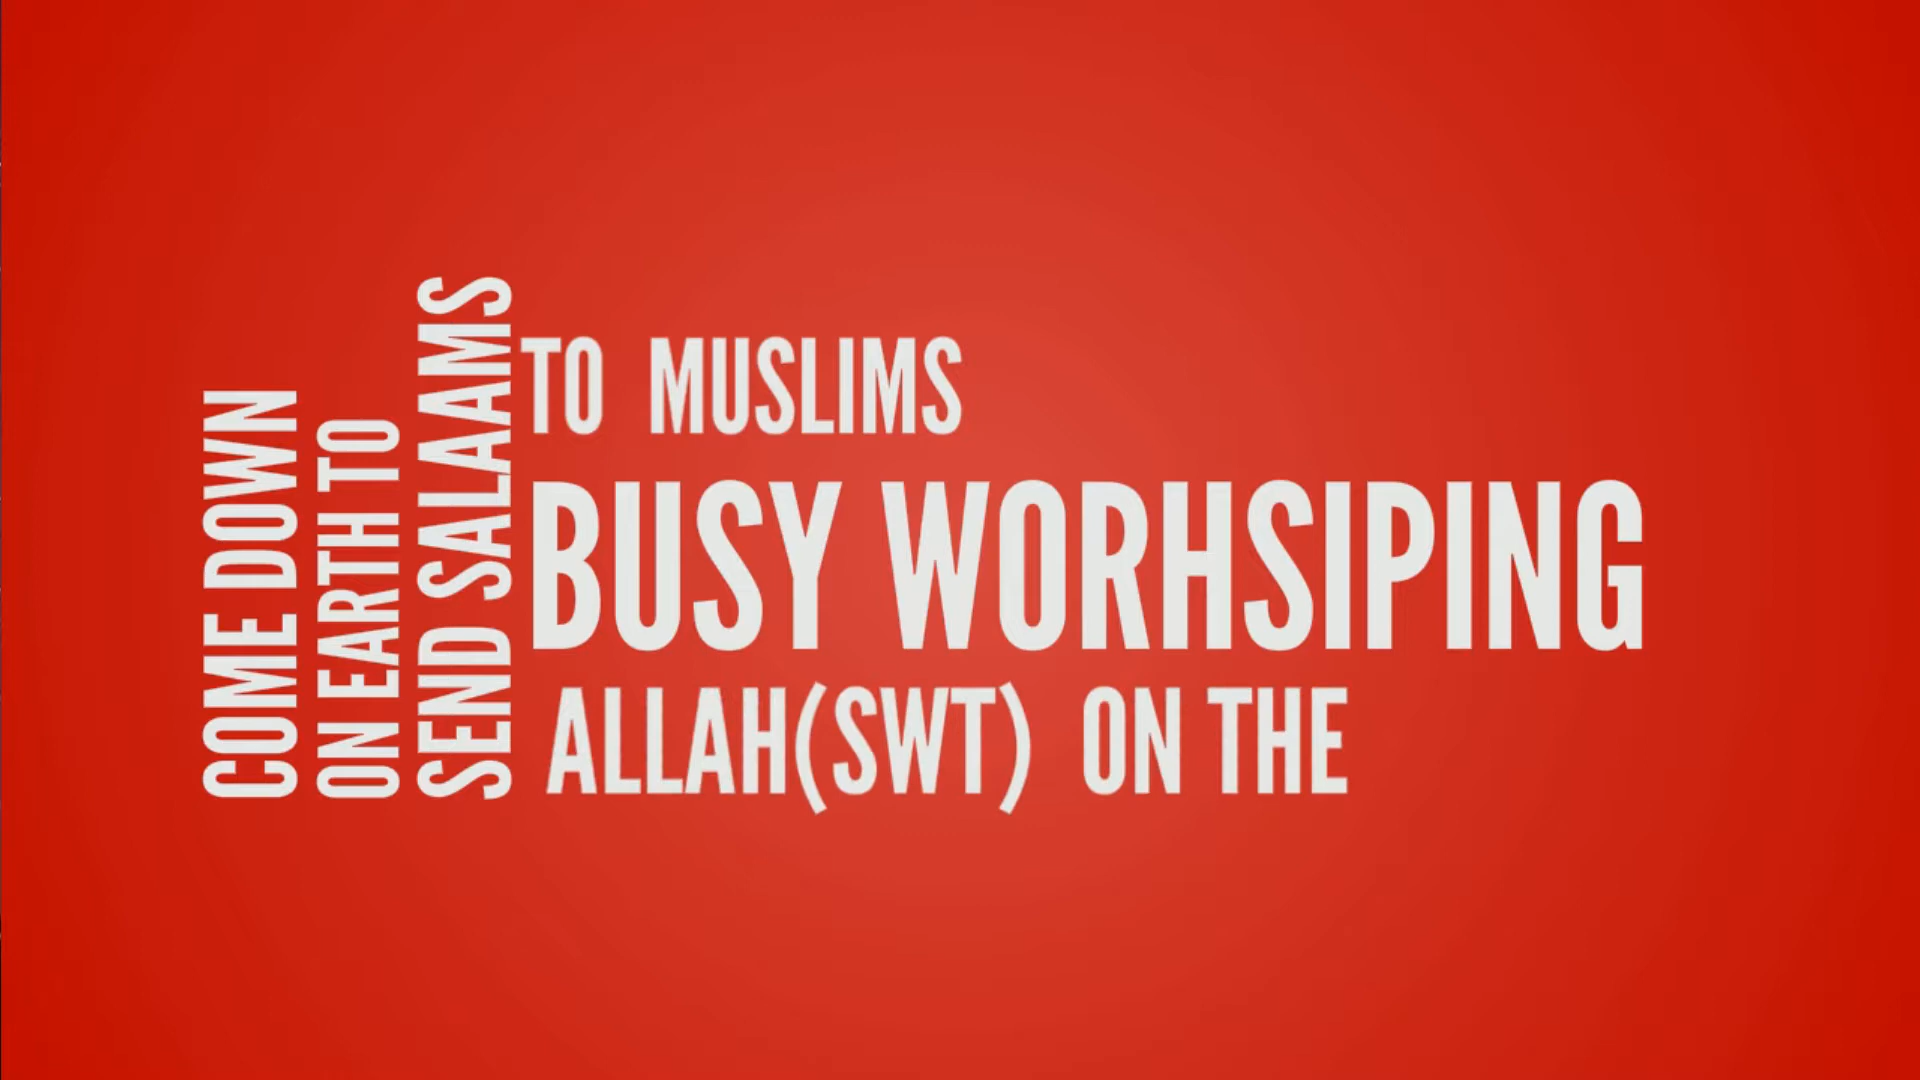 COME DOWN
ON EARTH TO
SEND SALAAMS
TO MUSLIMS
BUSY WORHSIPING
ALLAH(SWT) ON THE